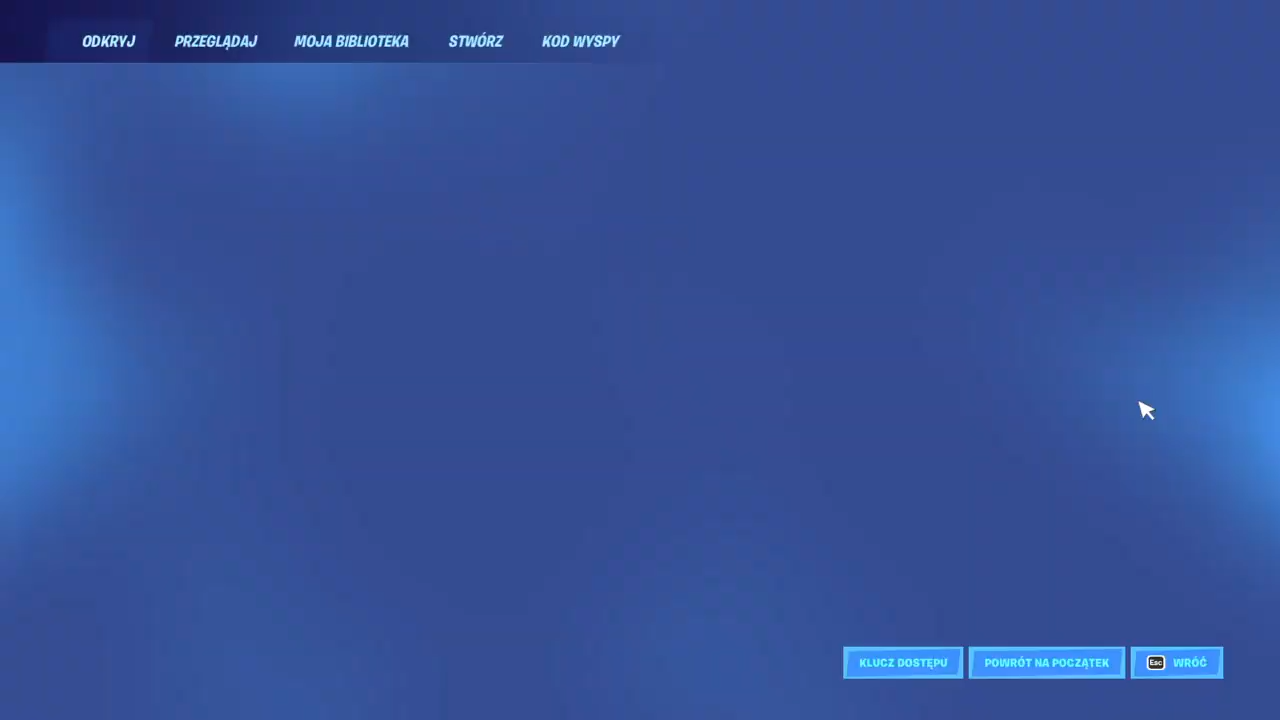 ODKRYJ PRZEGLĄDAJ MOJA BIBLIOTEKA STWÓRZ KOD WYSPY
KLUCZ DOSTĘPU POWRÓT NA POCZĄTEK Esc WRÓĆ